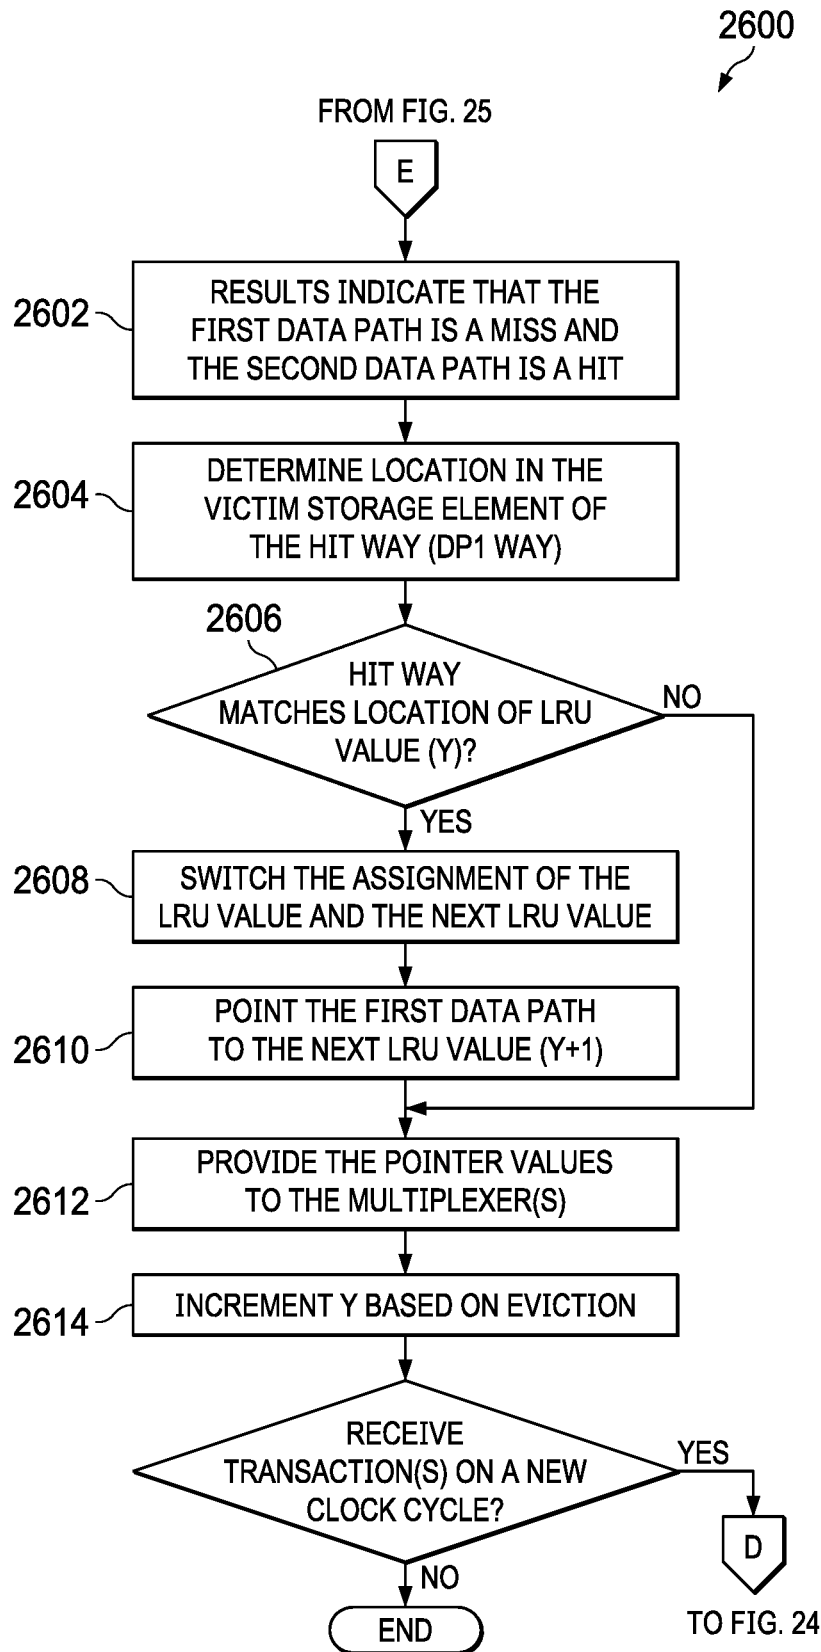 2600
FROM FIG. 25
E
2602
RESULTS INDICATE THAT THE
FIRST DATA PATH IS A MISS AND
THE SECOND DATA PATH IS A HIT
2604
DETERMINE LOCATION IN THE
VICTIM STORAGE ELEMENT OF
THE HIT WAY (DP1 WAY)
2606
HIT WAY
MATCHES LOCATION OF LRU
VALUE (Y)?
NO
YES
2608
SWITCH THE ASSIGNMENT OF THE
LRU VALUE AND THE NEXT LRU VALUE
2610
POINT THE FIRST DATA PATH
TO THE NEXT LRU VALUE (Y+1)
2612
PROVIDE THE POINTER VALUES
TO THE MULTIPLEXER(S)
2614
INCREMENT Y BASED ON EVICTION
RECEIVE
TRANSACTION(S) ON A NEW
CLOCK CYCLE?
YES
D
TO FIG. 24
NO
END